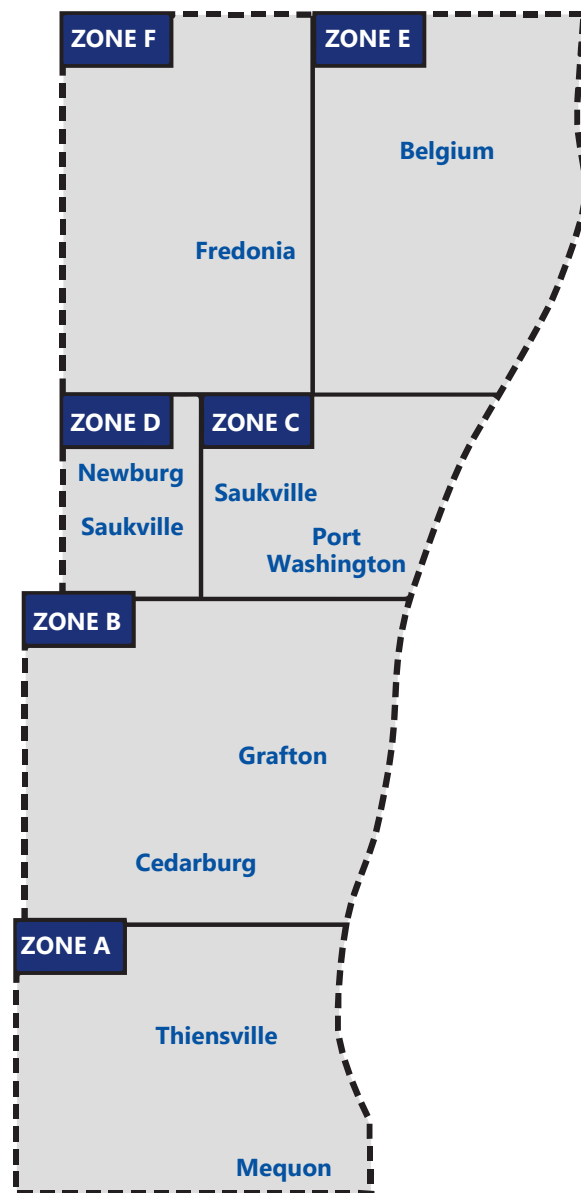 ZONE F
ZONE E
Belgium
Fredonia
ZONE D
ZONE C
Newburg
Saukville
Saukville
Port
Washington
ZONE B
Grafton
Cedarburg
ZONE A
Thiensville
Mequon